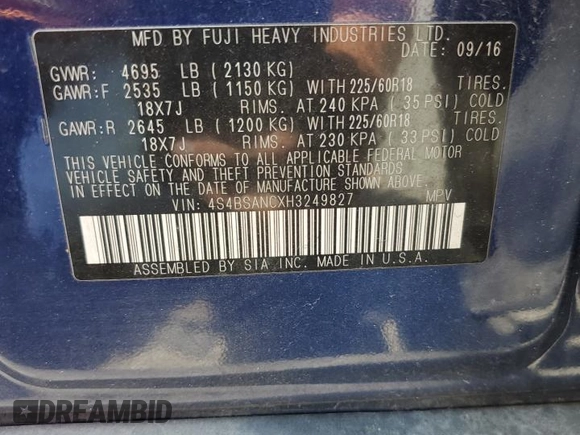 MFD BY FUJI HEAVY INDUSTRIES LTD.
DATE: 09/16
GVWR: 4695 LB ( 2130 KG)
GAWR:F 2535 LB ( 1150 KG) WITH 225/60R18 TIRES.
18X7J RIMS. AT 240 KPA ( 35 PSI) COLD
GAWR:R 2645 LB ( 1200 KG) WITH 225/60R18 TIRES.
18X7J RIMS. AT 230 KPA ( 33 PSI) COLD
THIS VEHICLE CONFORMS TO ALL APPLICABLE FEDERAL MOTOR
VEHICLE SAFETY AND THEFT PREVENTION STANDARDS
IN EFFECT ON THE DATE OF MANUFACTURE SHOWN ABOVE.
VIN: 4S4BSANCXH3249827 MPV
ASSEMBLED BY SIA INC. MADE IN U.S.A.
DREAMBID